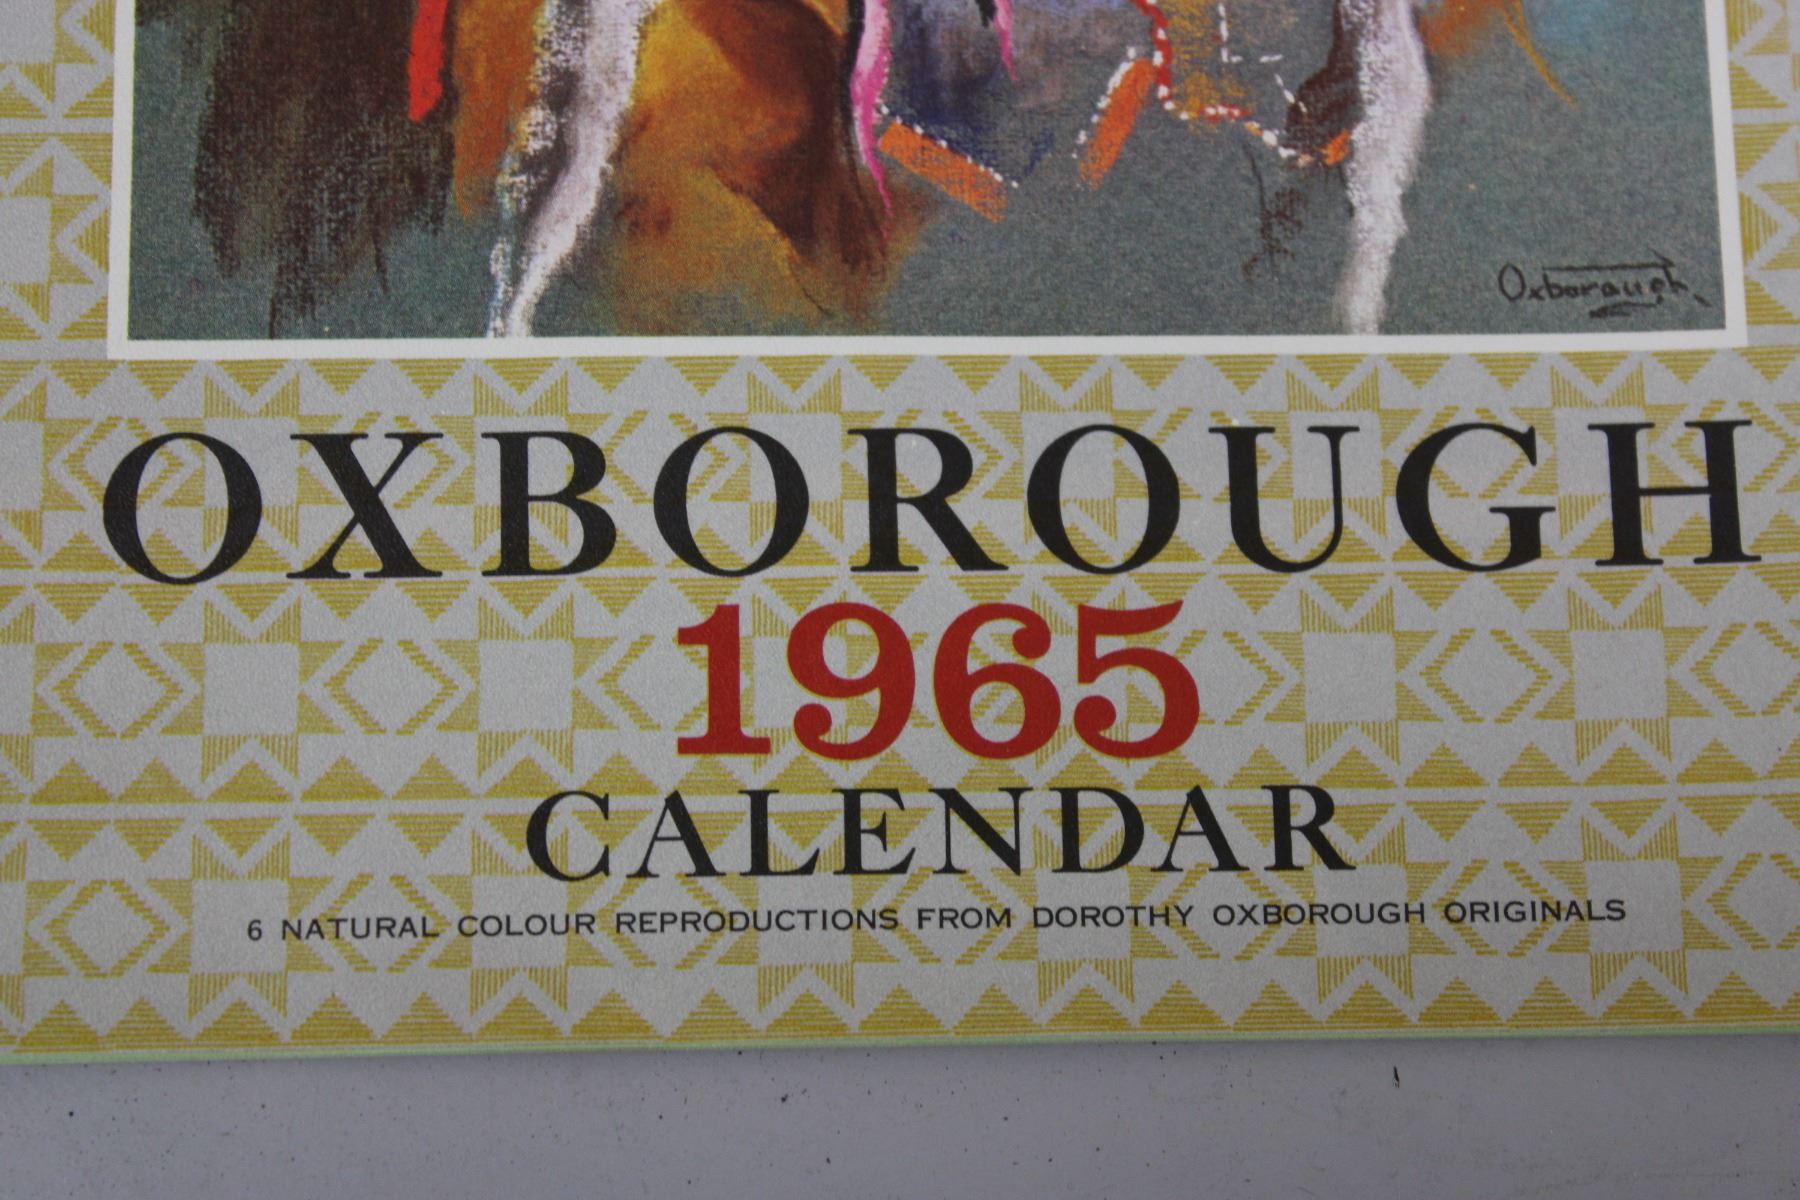 Oxborough
OXBOROUGH
1965
CALENDAR
6 NATURAL COLOUR REPRODUCTIONS FROM DOROTHY OXBOROUGH ORIGINALS